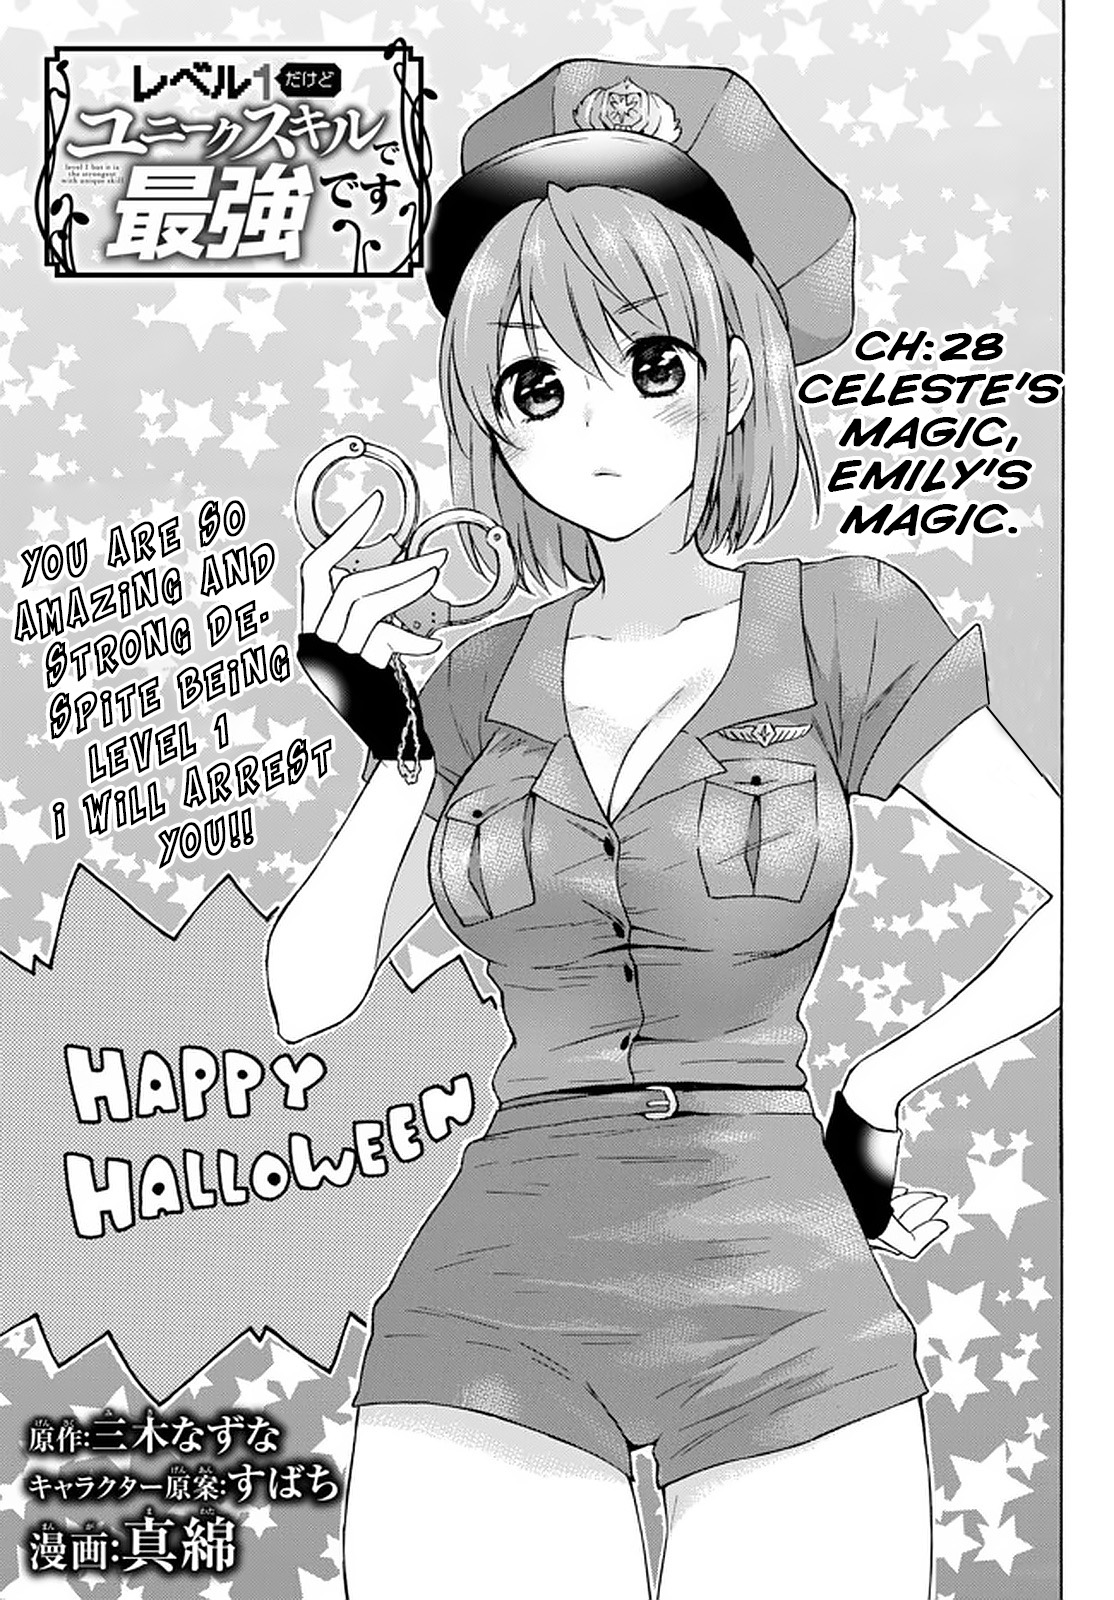 レベル1だけど
ユニークスキルで
level 1 but it is
the strongest
with unique skill
最強です
CH:28
CELESTE'S
MAGIC,
EMILY'S
MAGIC.
YOU ARE SO
AMAZING AND
STRONG DE-
SPITE BEING
LEVEL 1
I WILL ARREST
YOU!!
HAPPY
HALLOWEEN
原作:三木なずな
キャラクター原案:すばち
漫画:真綿